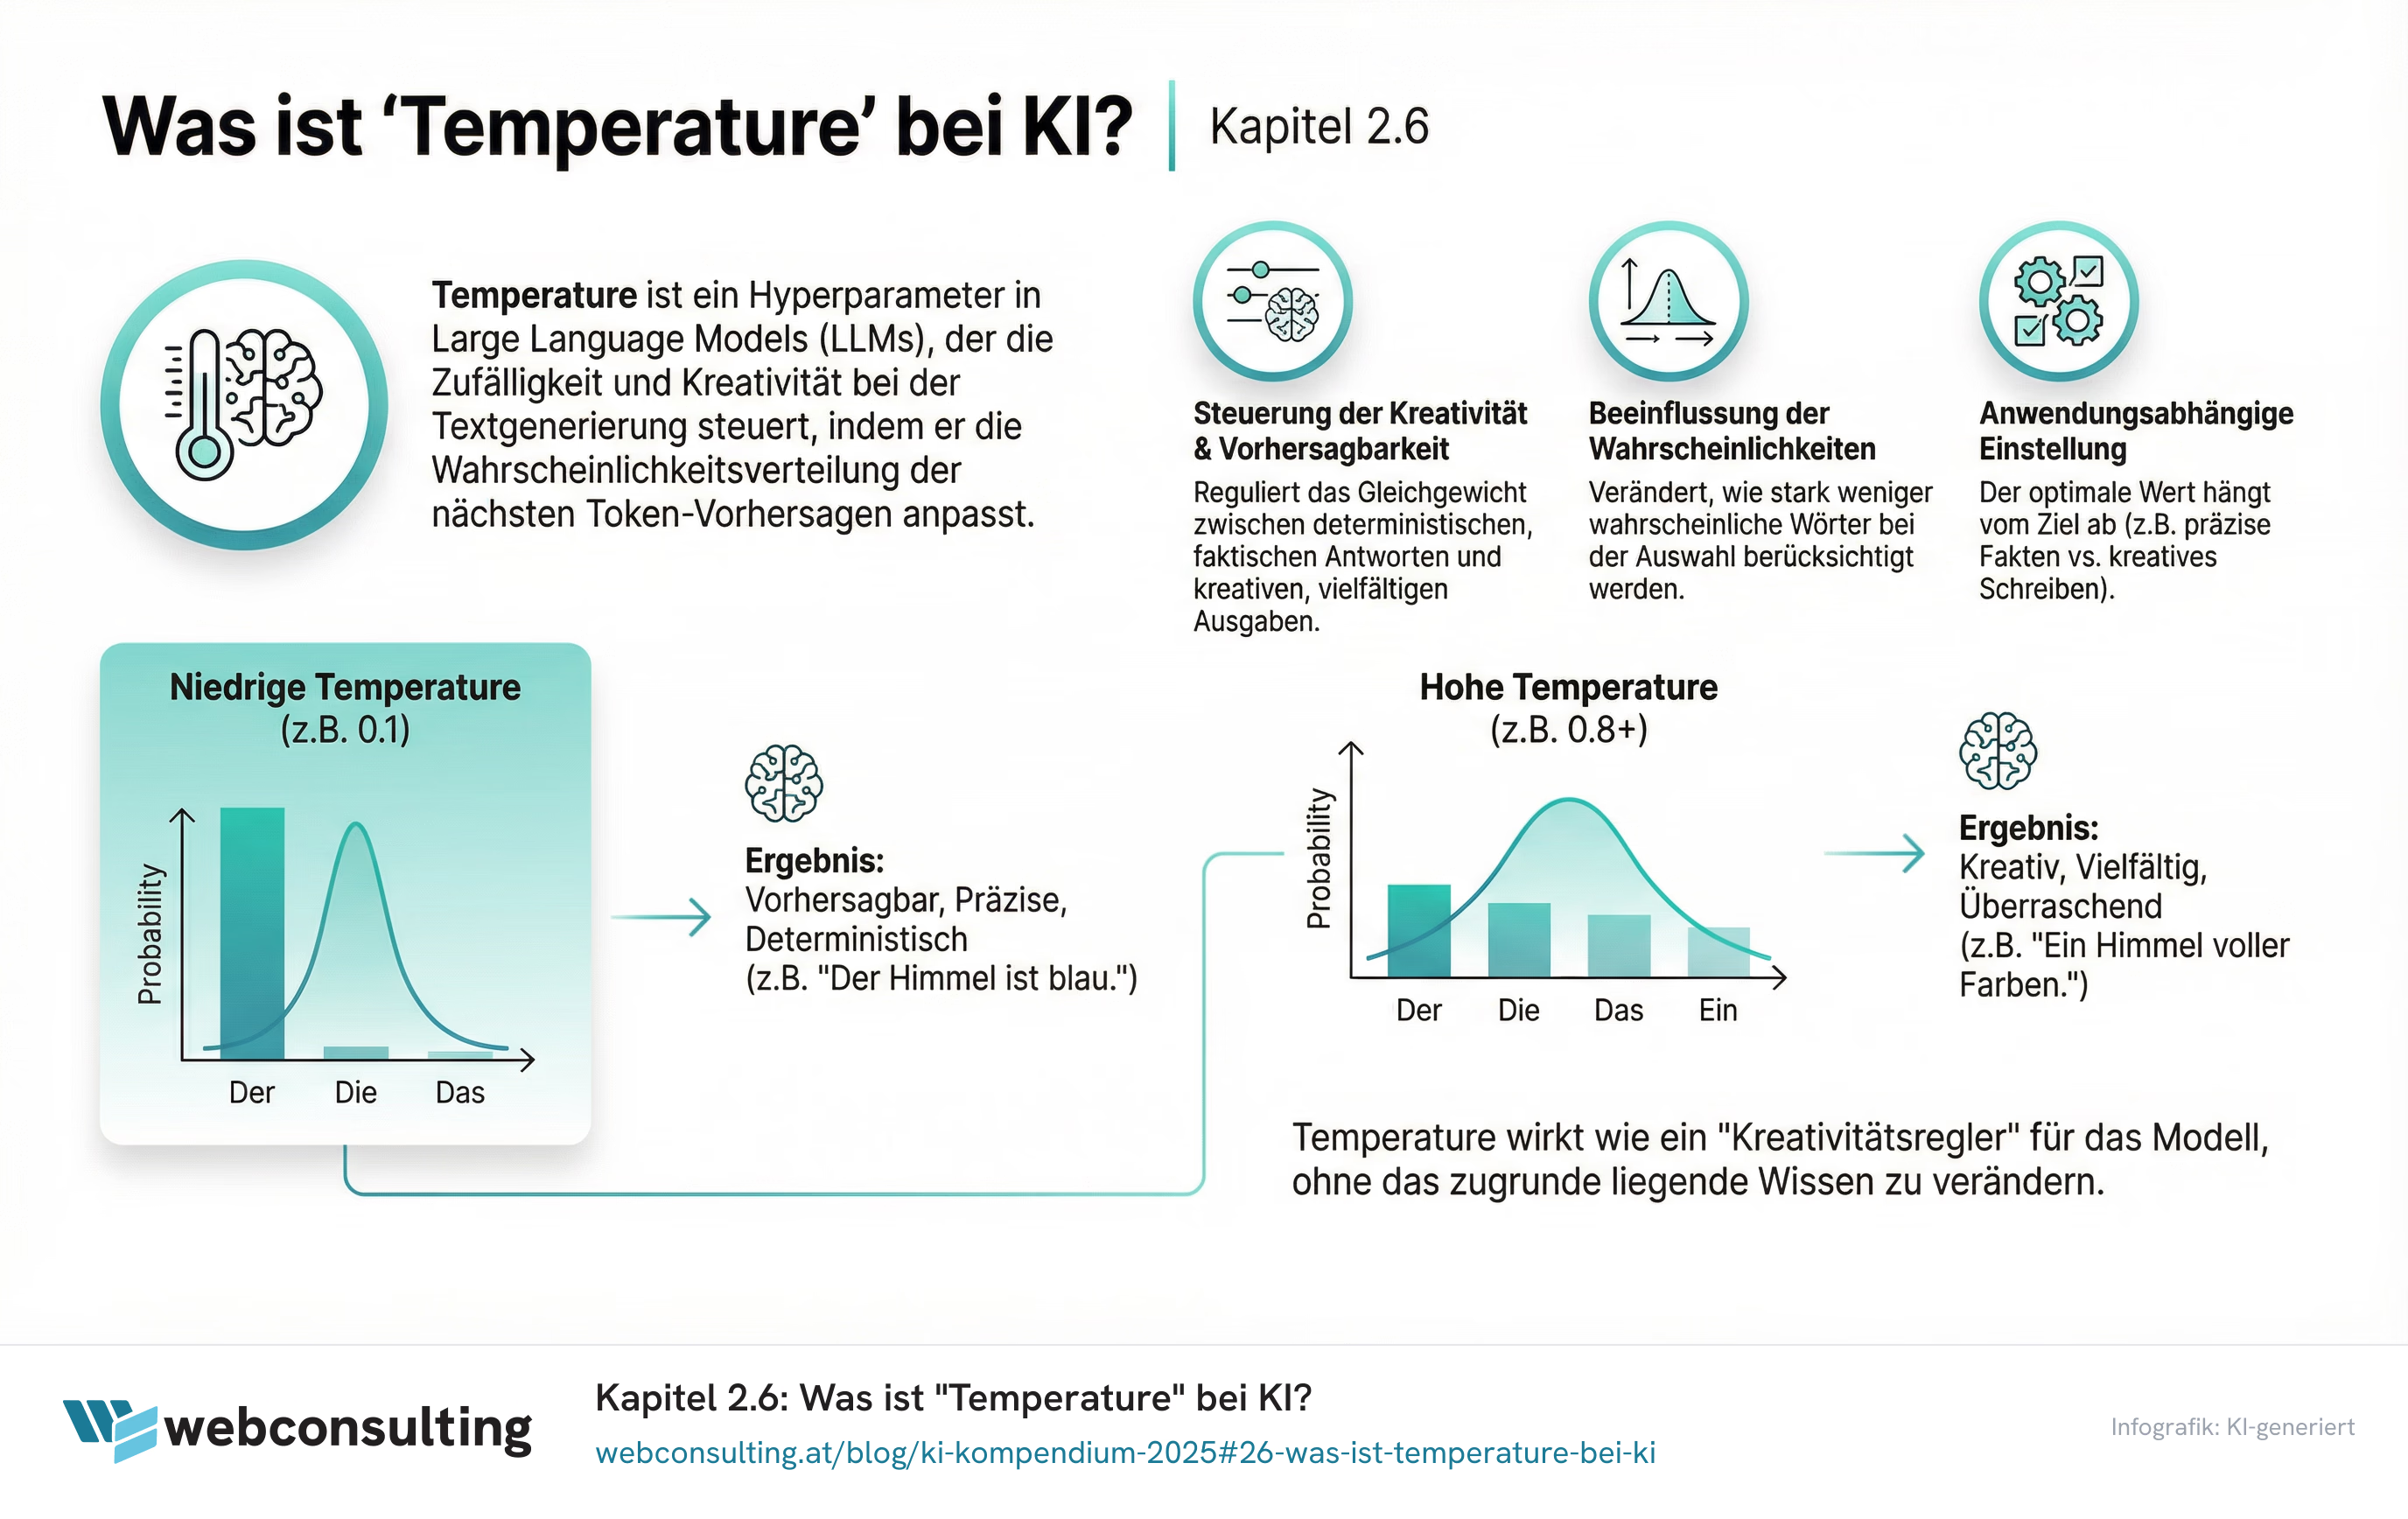 Was ist ‘Temperature’ bei KI?
Kapitel 2.6
Temperature ist ein Hyperparameter in
Large Language Models (LLMs), der die
Zufälligkeit und Kreativität bei der
Textgenerierung steuert, indem er die
Wahrscheinlichkeitsverteilung der
nächsten Token-Vorhersagen anpasst.
Steuerung der Kreativität
& Vorhersagbarkeit
Reguliert das Gleichgewicht
zwischen deterministischen,
faktischen Antworten und
kreativen, vielfältigen
Ausgaben.
Beeinflussung der
Wahrscheinlichkeiten
Verändert, wie stark weniger
wahrscheinliche Wörter bei
der Auswahl berücksichtigt
werden.
Anwendungsabhängige
Einstellung
Der optimale Wert hängt
vom Ziel ab (z.B. präzise
Fakten vs. kreatives
Schreiben).
Niedrige Temperature
(z.B. 0.1)
Probability
Der
Die
Das
Ergebnis:
Vorhersagbar, Präzise,
Deterministisch
(z.B. "Der Himmel ist blau.")
Hohe Temperature
(z.B. 0.8+)
Probability
Der
Die
Das
Ein
Ergebnis:
Kreativ, Vielfältig,
Überraschend
(z.B. "Ein Himmel voller
Farben.")
Temperature wirkt wie ein "Kreativitätsregler" für das Modell,
ohne das zugrunde liegende Wissen zu verändern.
webconsulting
Kapitel 2.6: Was ist "Temperature" bei KI?
webconsulting.at/blog/ki-kompendium-2025#26-was-ist-temperature-bei-ki
Infografik: KI-generiert